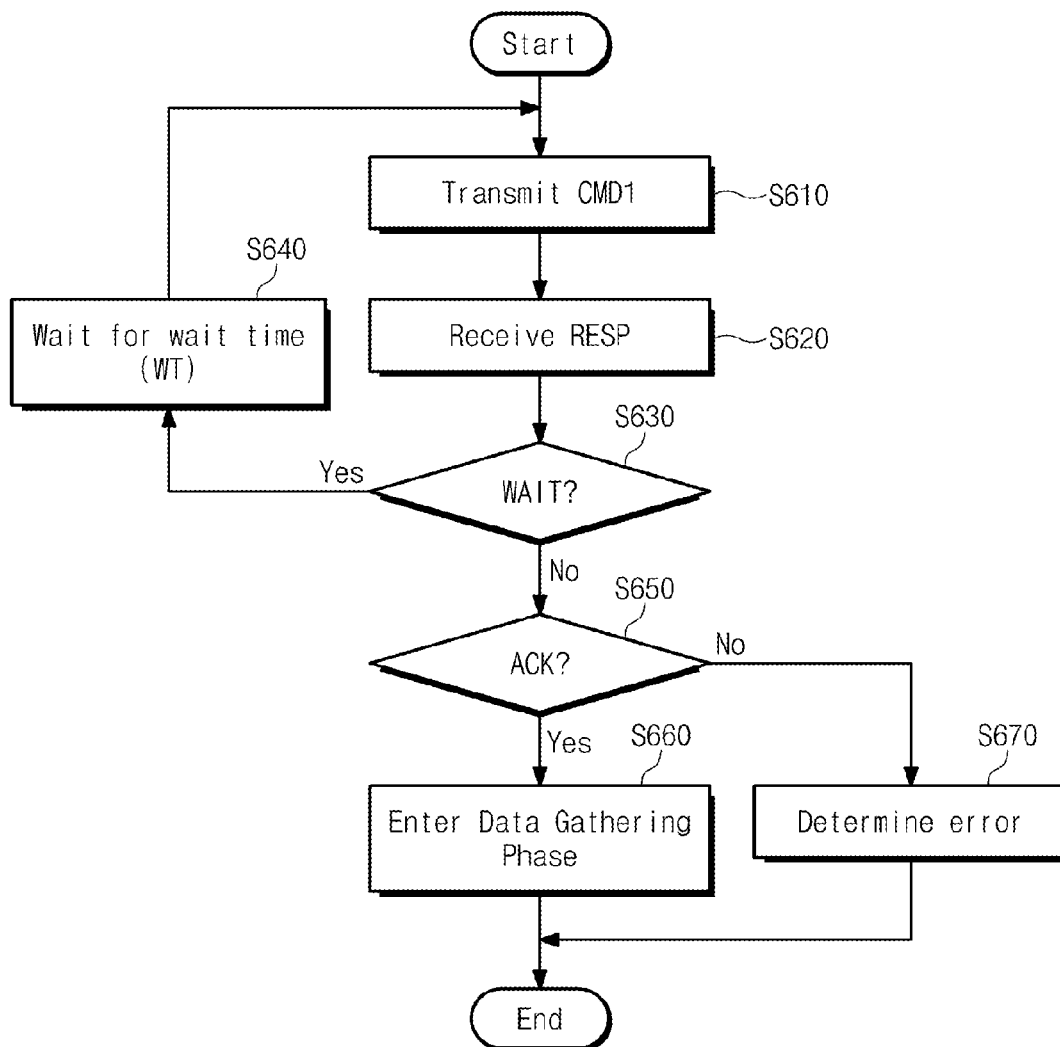 Start
Transmit CMD1
S610
S640
Wait for wait time
(WT)
Receive RESP
S620
S630
Yes
WAIT?
No
S650
ACK?
No
Yes
S660
S670
Enter Data Gathering
Phase
Determine error
End